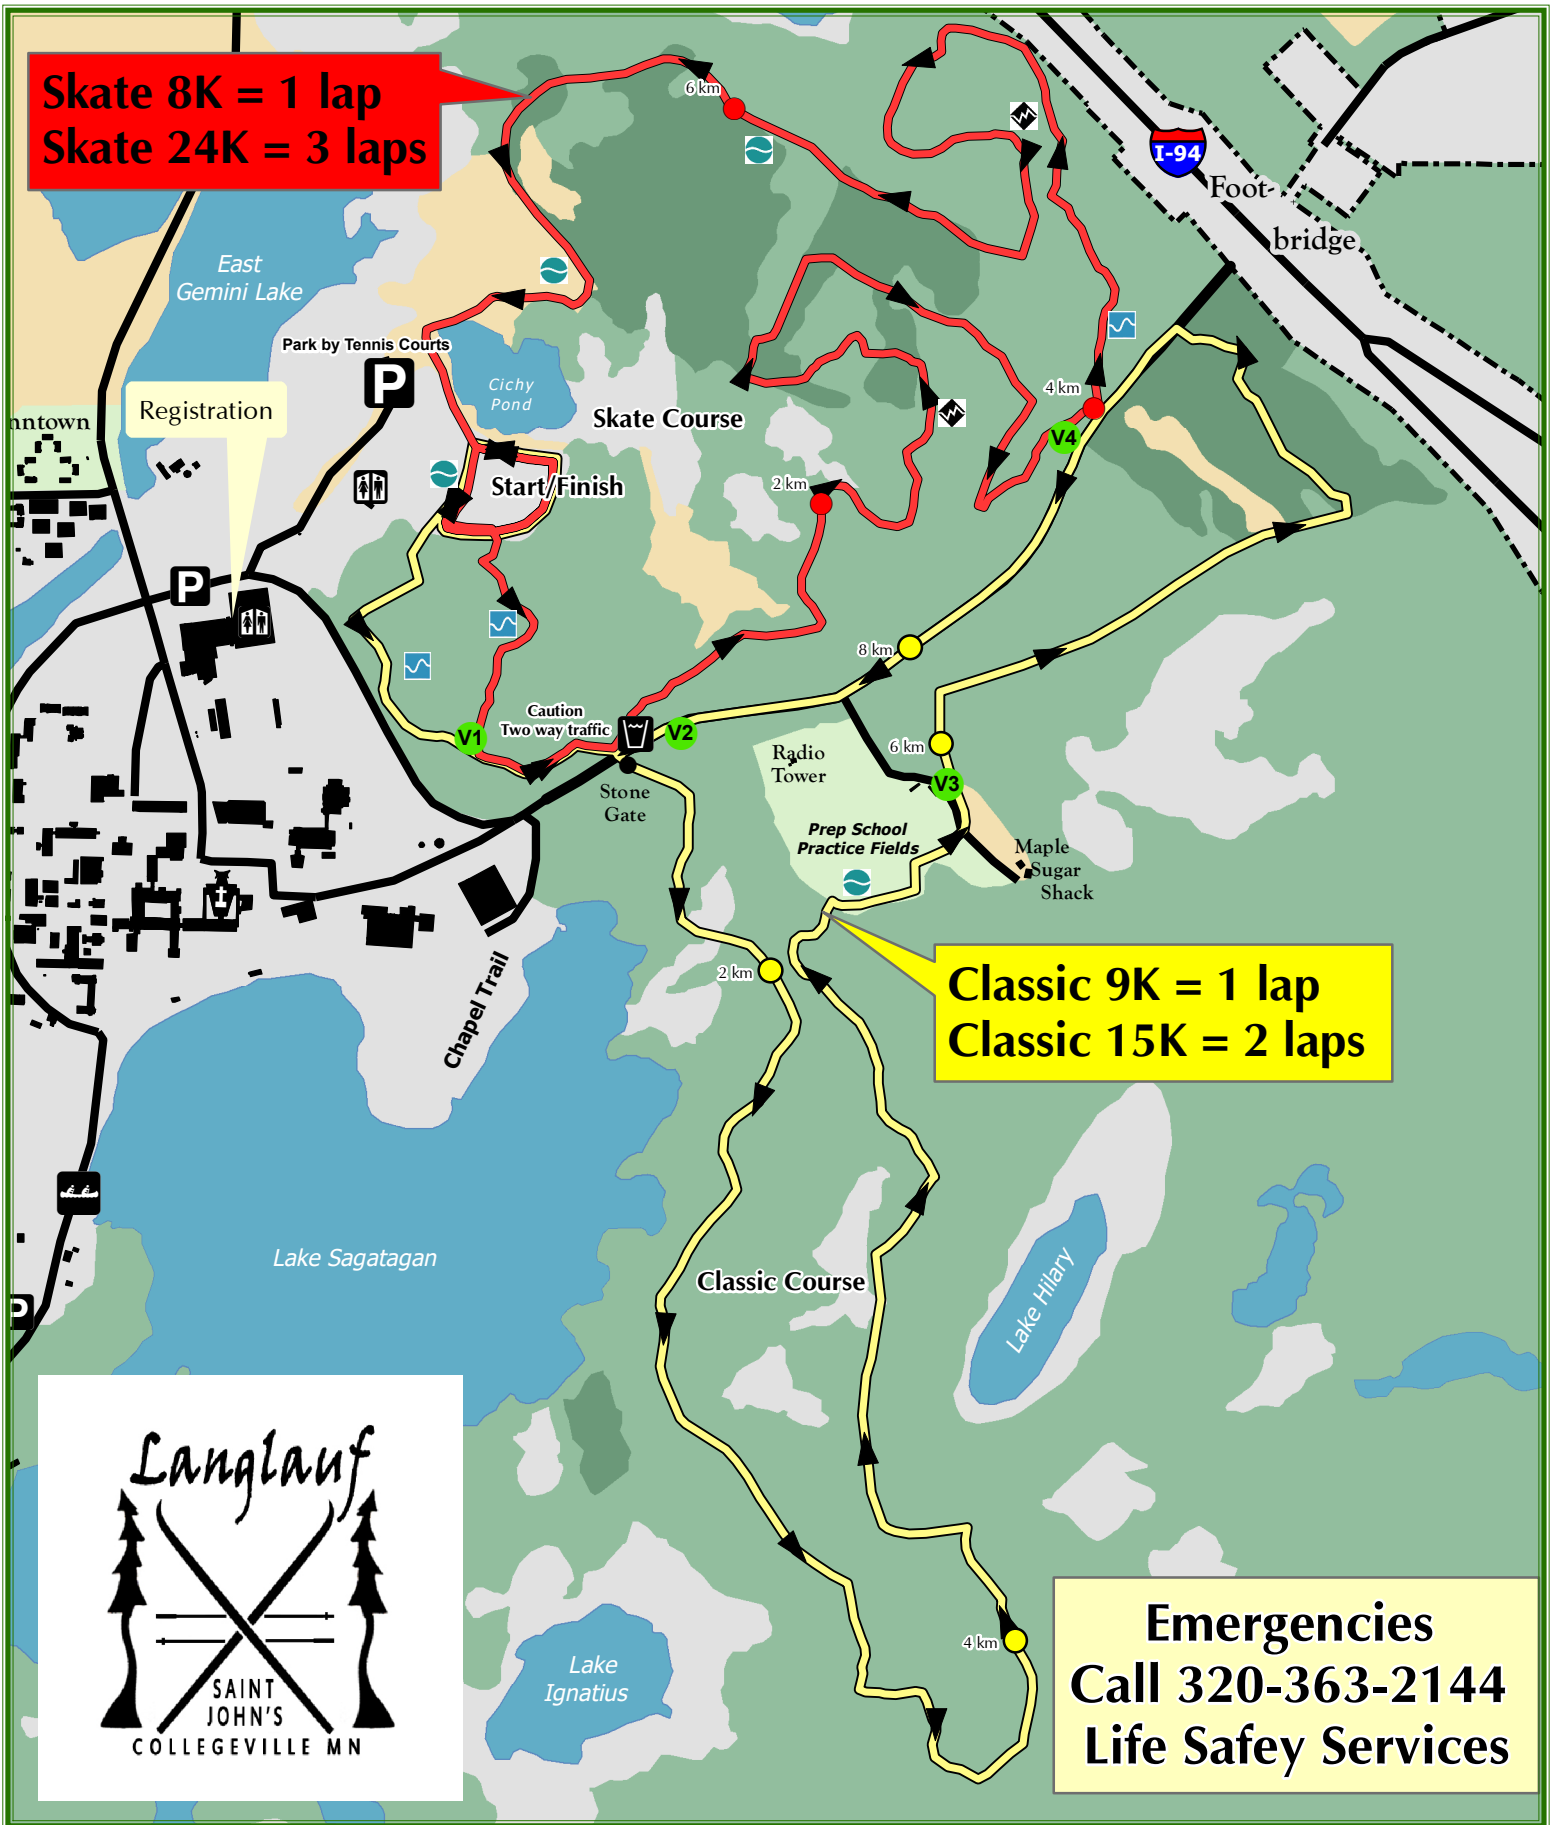 Skate 8K = 1 lap
Skate 24K = 3 laps
6 km
I-94
Foot-
bridge
East
Gemini Lake
Park by Tennis Courts
P
Cichy
Pond
Registration
nntown
Skate Course
4 km
V4
Start/Finish
2 km
P
8 km
Caution
Two way traffic
V1
V2
6 km
Radio
Tower
V3
Stone
Gate
Prep School
Practice Fields
Maple
Sugar
Shack
Chapel Trail
2 km
Classic 9K = 1 lap
Classic 15K = 2 laps
Lake Sagatagan
Classic Course
Lake Hilary
P
Langlauf
SAINT
JOHN'S
COLLEGEVILLE MN
Lake
Ignatius
4 km
Emergencies
Call 320-363-2144
Life Safey Services